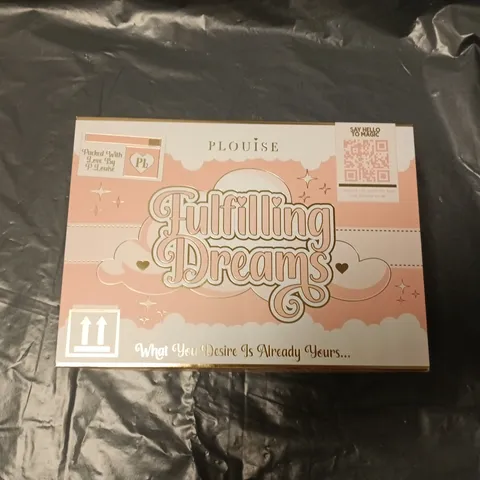 PLOUISE
SAY HELLO
TO MAGIC
Packed With
Love By
P.Louise
PL
Fulfilling
Dreams
What You Desire Is Already Yours...